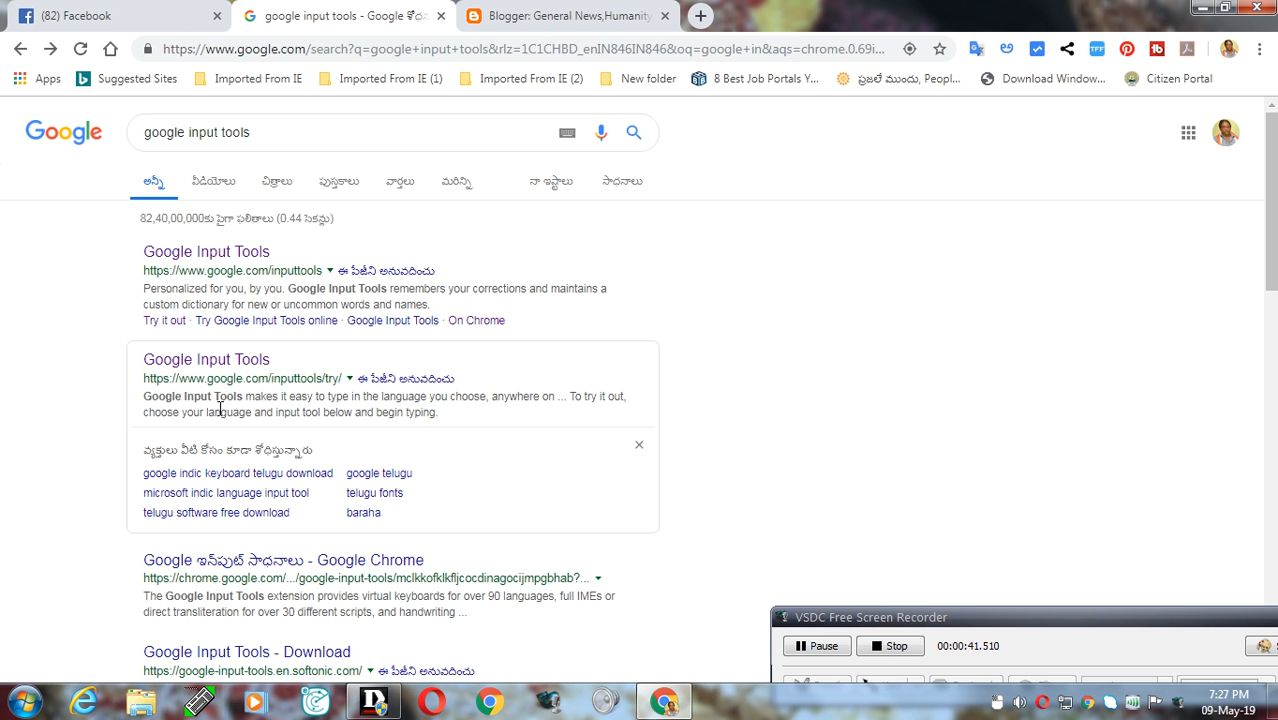 (82) Facebook
google input tools - Google శోధన
Blogger: General News,Humanity
https://www.google.com/search?q=google+input+tools&rlz=1C1CHBD_enIN846IN846&oq=google+in&aqs=chrome.0.69i...
Apps
Suggested Sites
Imported From IE
Imported From IE (1)
Imported From IE (2)
New folder
8 Best Job Portals Y...
ప్రజలే ముందు, Peopl...
Download Window...
Citizen Portal
Google
google input tools
అన్నీ
వీడియోలు
చిత్రాలు
పుస్తకాలు
వార్తలు
మరిన్ని
నా ఇష్టాలు
సాధనాలు
82,40,00,000కు పైగా ఫలితాలు (0.44 సెకన్లు)
Google Input Tools
https://www.google.com/inputtools ▼ ఈ పేజీని అనువదించు
Personalized for you, by you. Google Input Tools remembers your corrections and maintains a
custom dictionary for new or uncommon words and names.
Try it out · Try Google Input Tools online · Google Input Tools · On Chrome
Google Input Tools
https://www.google.com/inputtools/try/ ▼ ఈ పేజీని అనువదించు
Google Input Tools makes it easy to type in the language you choose, anywhere on ... To try it out,
choose your language and input tool below and begin typing.
వ్యక్తులు వీటి కోసం కూడా శోధిస్తున్నారు
google indic keyboard telugu download
google telugu
microsoft indic language input tool
telugu fonts
telugu software free download
baraha
Google ఇన్‌పుట్ సాధనాలు - Google Chrome
https://chrome.google.com/.../google-input-tools/mclkkofklkfljcocdinagocijmpgbhab?... ▼
The Google Input Tools extension provides virtual keyboards for over 90 languages, full IMEs or
direct transliteration for over 30 different scripts, and handwriting ...
Google Input Tools - Download
https://google-input-tools.en.softonic.com/ ▼ ఈ పేజీని అనువదించు
VSDC Free Screen Recorder
Pause
Stop
00:00:41.510
7:27 PM
09-May-19